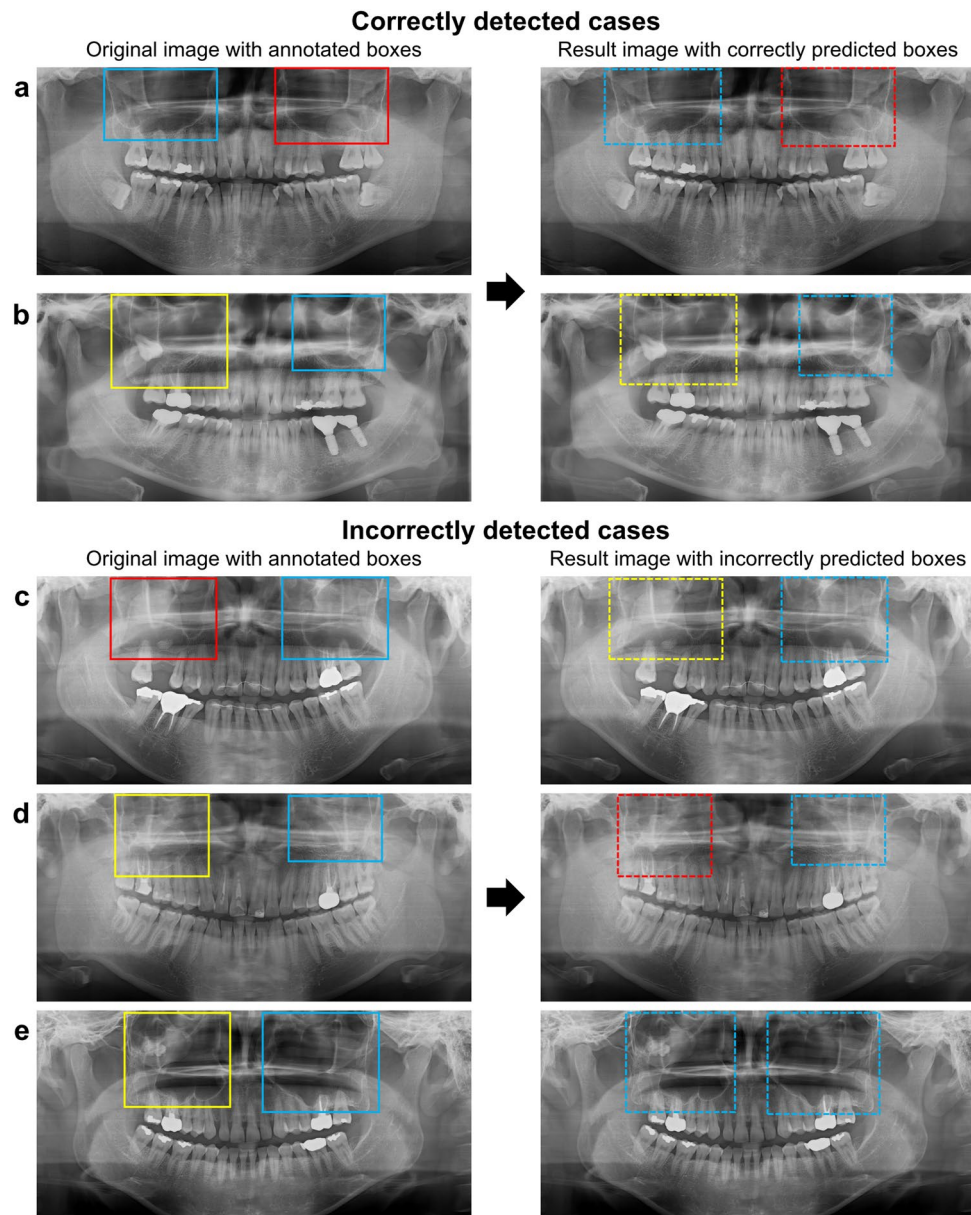 Correctly detected cases
Original image with annotated boxes
Result image with correctly predicted boxes
a
b
Incorrectly detected cases
Original image with annotated boxes
Result image with incorrectly predicted boxes
c
d
e